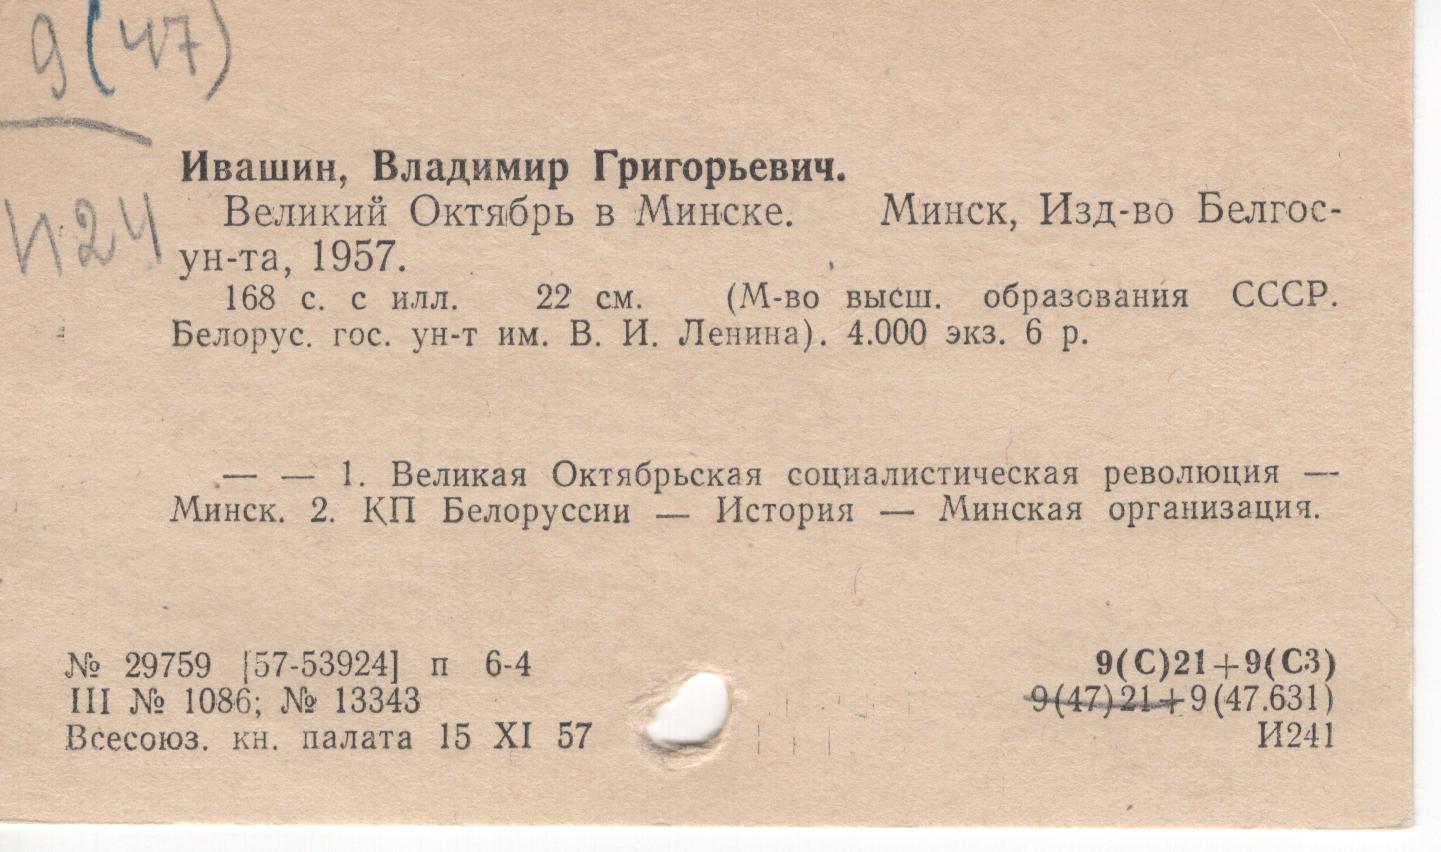 9(47)
Ивашин, Владимир Григорьевич.
И24
Великий Октябрь в Минске. Минск, Изд-во Белгос-
ун-та, 1957.
168 с. с илл. 22 см. (М-во высш. образования СССР.
Белорус. гос. ун-т им. В. И. Ленина). 4.000 экз. 6 р.
— — 1. Великая Октябрьская социалистическая революция —
Минск. 2. КП Белоруссии — История — Минская организация.
№ 29759 [57-53924] п 6-4
9(С)21+9(С3)
III № 1086; № 13343
9(47)21+9(47.631)
Всесоюз. кн. палата 15 XI 57
И241